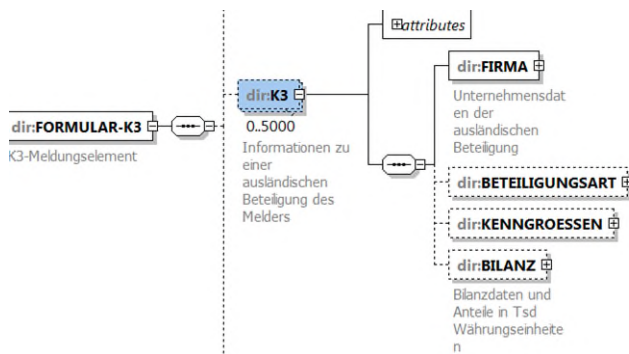 attributes
dir:FIRMA
Unternehmensdat
en der
ausländischen
Beteiligung
dir:K3
0..5000
Informationen zu
einer
ausländischen
Beteiligung des
Melders
dir:FORMULAR-K3
K3-Meldungselement
dir:BETEILIGUNGSART
dir:KENNGROESSEN
dir:BILANZ
Bilanzdaten und
Anteile in Tsd
Währungseinheite
n